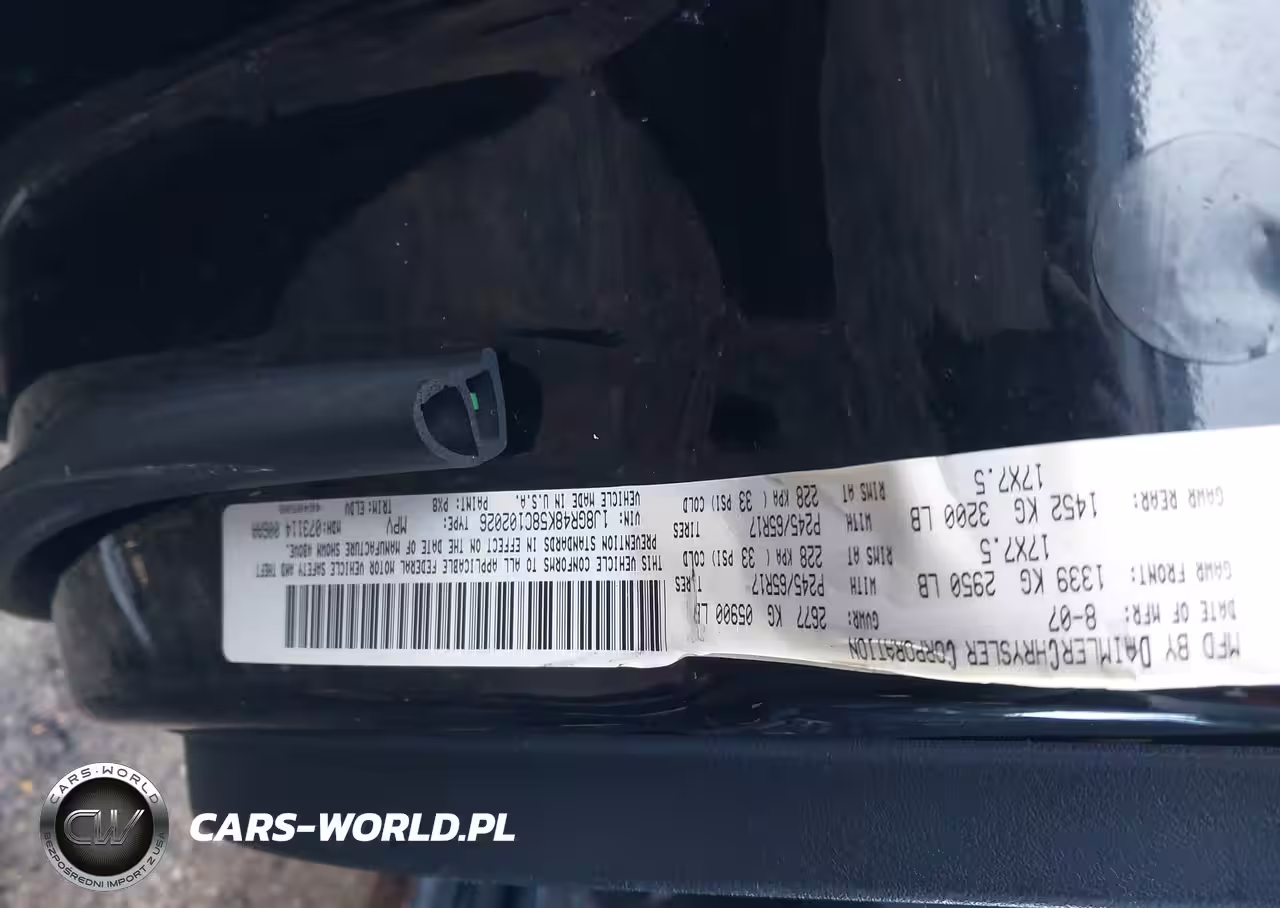 MFD BY DAIMLERCHRYSLER CORPORATION
DATE OF MFR: 8-07 GVWR: 2677 KG 05900 LB
GAWR FRONT: 1339 KG 2950 LB WITH P245/65R17 TIRES
17X7.5 RIMS AT 228 KPA ( 33 PSI) COLD
GAWR REAR: 1452 KG 3200 LB WITH P245/65R17 TIRES
17X7.5 RIMS AT 228 KPA ( 33 PSI) COLD
THIS VEHICLE CONFORMS TO ALL APPLICABLE FEDERAL MOTOR VEHICLE SAFETY AND THEFT
PREVENTION STANDARDS IN EFFECT ON THE DATE OF MANUFACTURE SHOWN ABOVE.
VIN: 1J8GR48K58C102026 TYPE: MPV MDH:073114
VEHICLE MADE IN U.S.A. PAINT: PXB TRIM:ELDV
CARS-WORLD
CW
BEZPOŚREDNI IMPORT Z USA
CARS-WORLD.PL